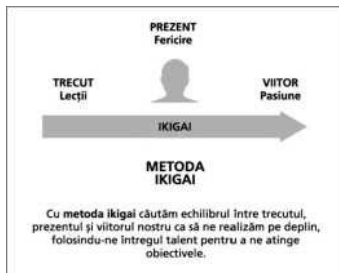 PREZENT
Fericire
TRECUT
Lecții
VIITOR
Pasiune
IKIGAI
METODA
IKIGAI
Cu metoda ikigai căutăm echilibrul între trecutul,
prezentul și viitorul nostru ca să ne realizăm pe deplin,
folosindu-ne întregul talent pentru a ne atinge
obiectivele.